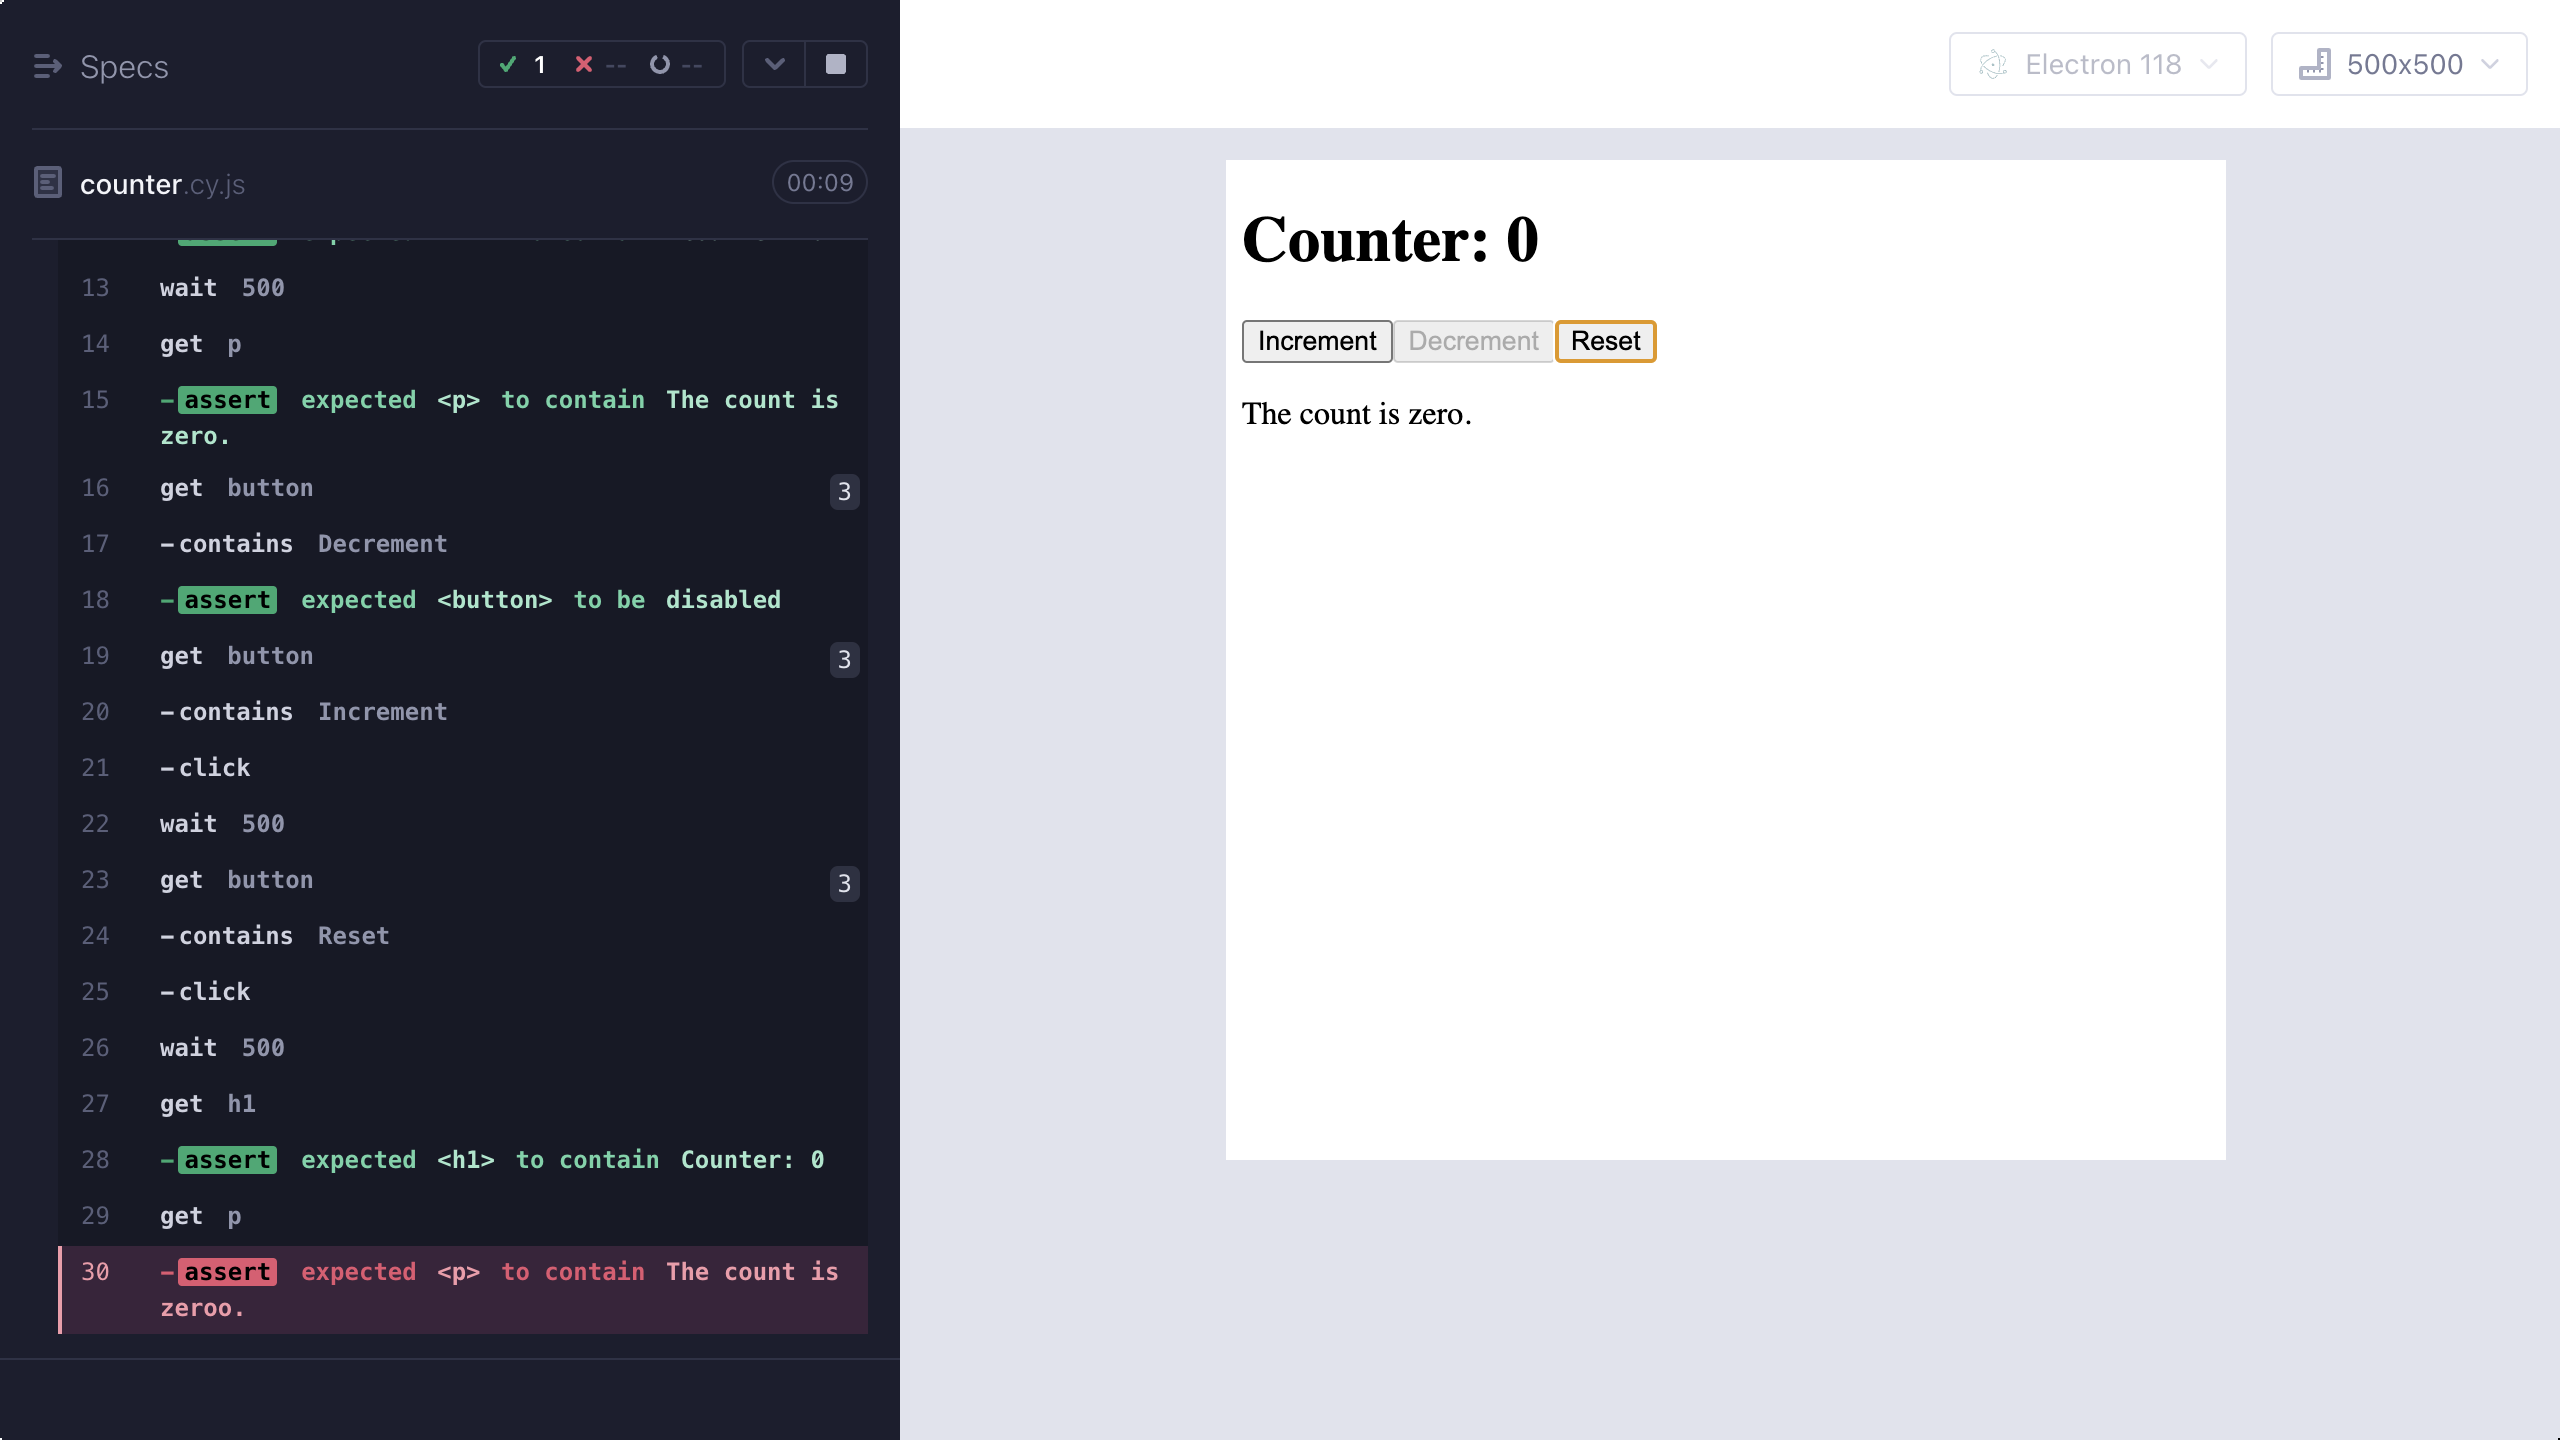 Specs
1 -- --
counter.cy.js
00:09
13 wait 500
14 get p
15 -assert expected <p> to contain The count is
zero.
16 get button 3
17 -contains Decrement
18 -assert expected <button> to be disabled
19 get button 3
20 -contains Increment
21 -click
22 wait 500
23 get button 3
24 -contains Reset
25 -click
26 wait 500
27 get h1
28 -assert expected <h1> to contain Counter: 0
29 get p
30 -assert expected <p> to contain The count is
zeroo.
Electron 118
500x500
Counter: 0
Increment Decrement Reset
The count is zero.